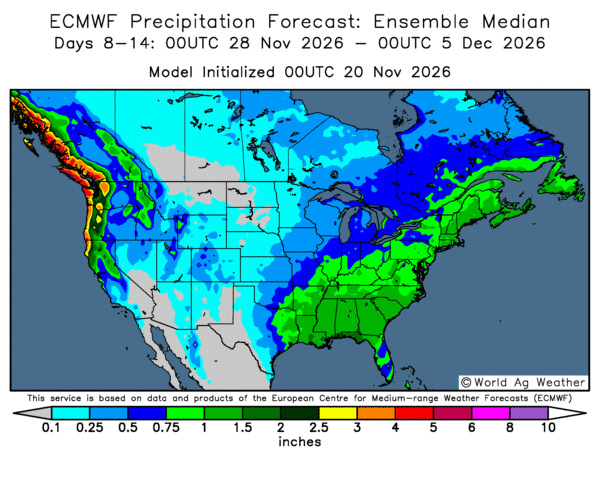 ECMWF Precipitation Forecast: Ensemble Median
Days 8–14: 00UTC 28 Nov 2026 – 00UTC 5 Dec 2026
Model Initialized 00UTC 20 Nov 2026
© World Ag Weather
This service is based on data and products of the European Centre for Medium-range Weather Forecasts (ECMWF)
0.1 0.25 0.5 0.75 1 1.5 2 2.5 3 4 5 6 8 10
inches